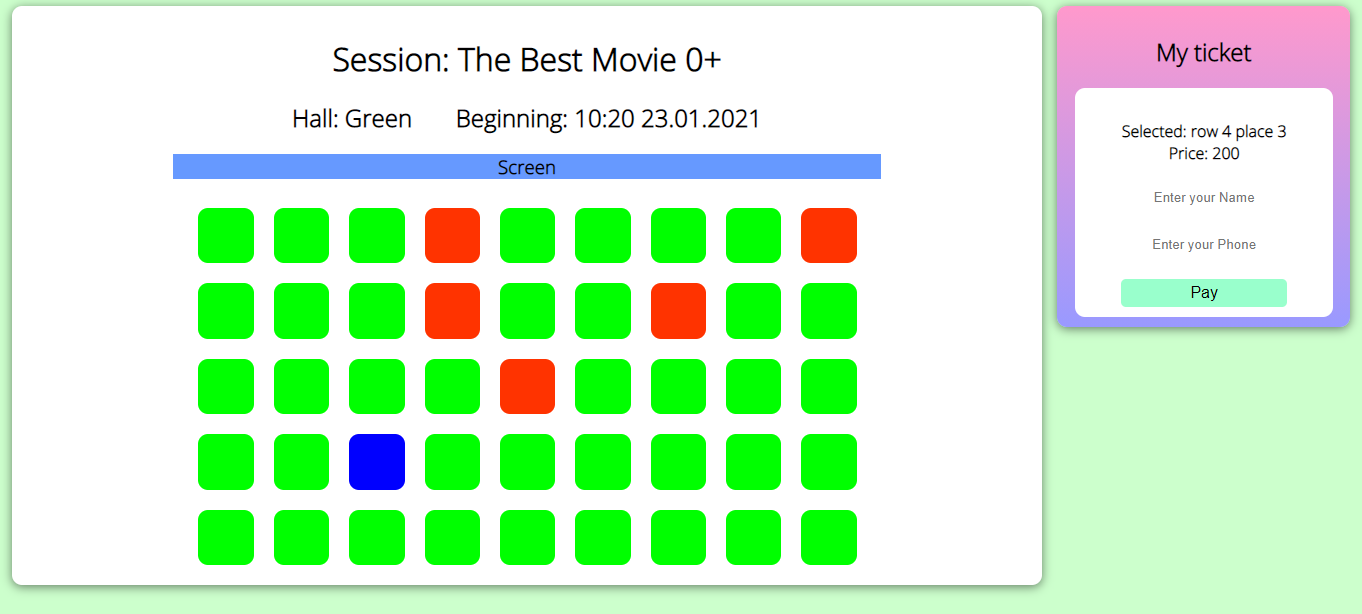 Session: The Best Movie 0+
Hall: Green Beginning: 10:20 23.01.2021
Screen
My ticket
Selected: row 4 place 3
Price: 200
Enter your Name
Enter your Phone
Pay